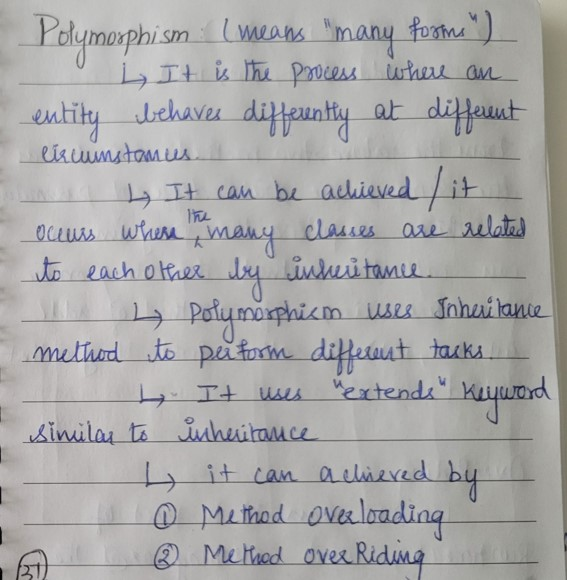 Polymorphism: (means "many forms")
↳ It is the process where an
entity behaves differently at different
circumstances.
↳ It can be achieved / it
occurs when the many classes are related
to each other by inheritance.
↳ Polymorphism uses Inheritance
method to perform different tasks.
↳ It uses "extends" keyword
similar to inheritance
↳ it can achieved by
① Method overloading
② Method overRiding
31